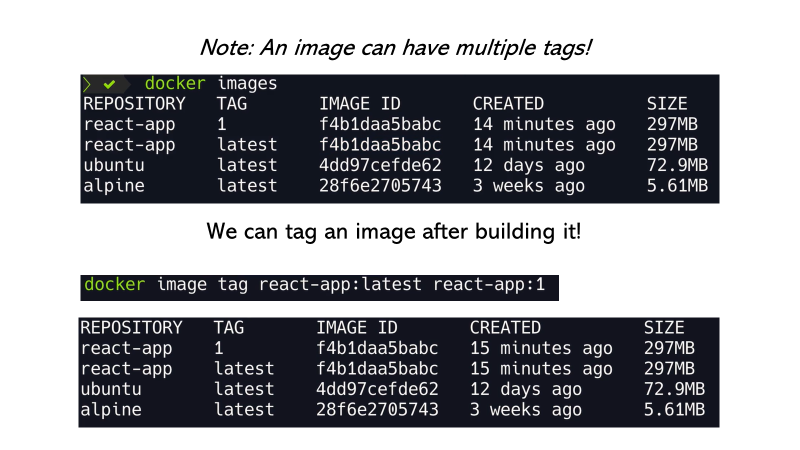 Note: An image can have multiple tags!
❯ ✔ docker images
REPOSITORY TAG IMAGE ID CREATED SIZE
react-app 1 f4b1daa5babc 14 minutes ago 297MB
react-app latest f4b1daa5babc 14 minutes ago 297MB
ubuntu latest 4dd97cefde62 12 days ago 72.9MB
alpine latest 28f6e2705743 3 weeks ago 5.61MB
We can tag an image after building it!
docker image tag react-app:latest react-app:1
REPOSITORY TAG IMAGE ID CREATED SIZE
react-app 1 f4b1daa5babc 15 minutes ago 297MB
react-app latest f4b1daa5babc 15 minutes ago 297MB
ubuntu latest 4dd97cefde62 12 days ago 72.9MB
alpine latest 28f6e2705743 3 weeks ago 5.61MB